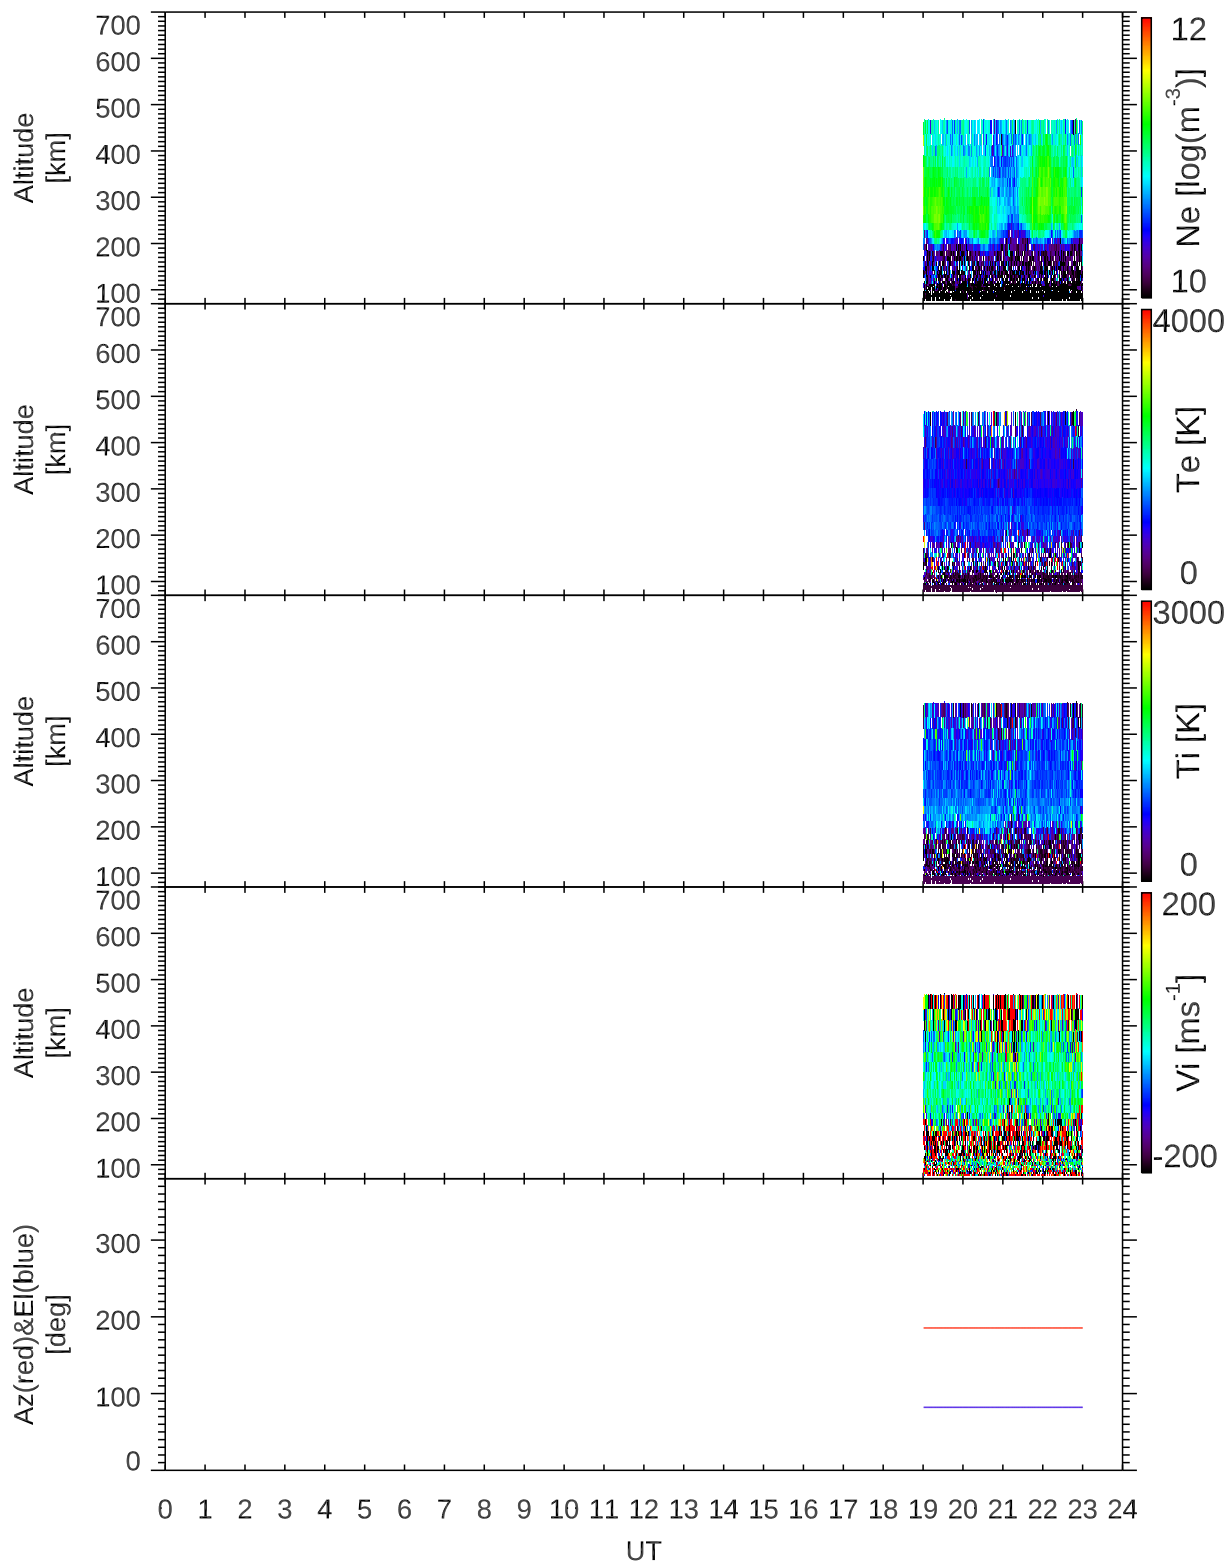 700
600
500
400
300
200
100
Altitude
[km]
12
Ne [log(m⁻³)]
10
700
600
500
400
300
200
100
Altitude
[km]
4000
Te [K]
0
700
600
500
400
300
200
100
Altitude
[km]
3000
Ti [K]
0
700
600
500
400
300
200
100
Altitude
[km]
200
Vi [ms⁻¹]
-200
300
200
100
0
Az(red)&El(blue)
[deg]
0 1 2 3 4 5 6 7 8 9 10 11 12 13 14 15 16 17 18 19 20 21 22 23 24
UT